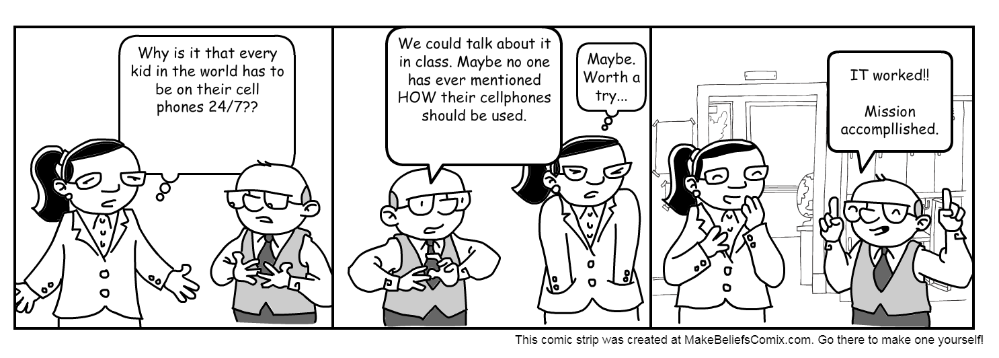 Why is it that every
kid in the world has to
be on their cell
phones 24/7??
We could talk about it
in class. Maybe no one
has ever mentioned
HOW their cellphones
should be used.
Maybe.
Worth a
try...
IT worked!!
Mission
accompllished.
This comic strip was created at MakeBeliefsComix.com. Go there to make one yourself!